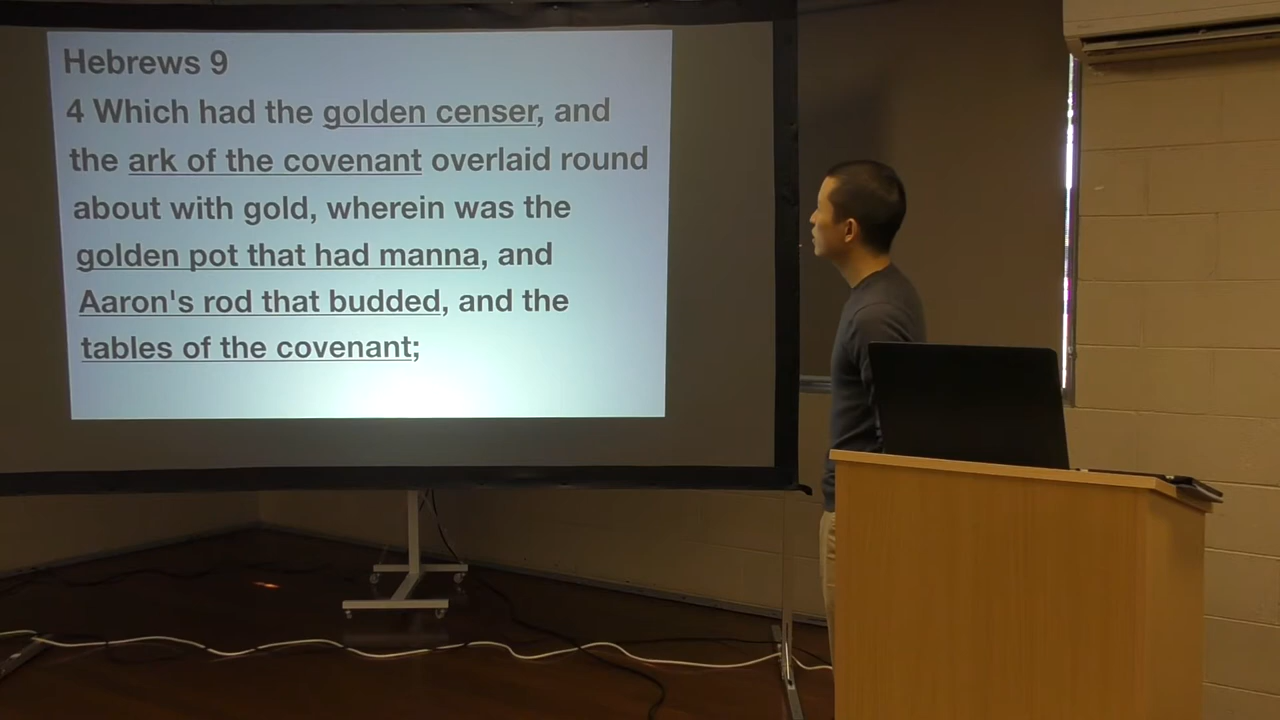 Hebrews 9
4 Which had the golden censer, and
the ark of the covenant overlaid round
about with gold, wherein was the
golden pot that had manna, and
Aaron's rod that budded, and the
tables of the covenant;